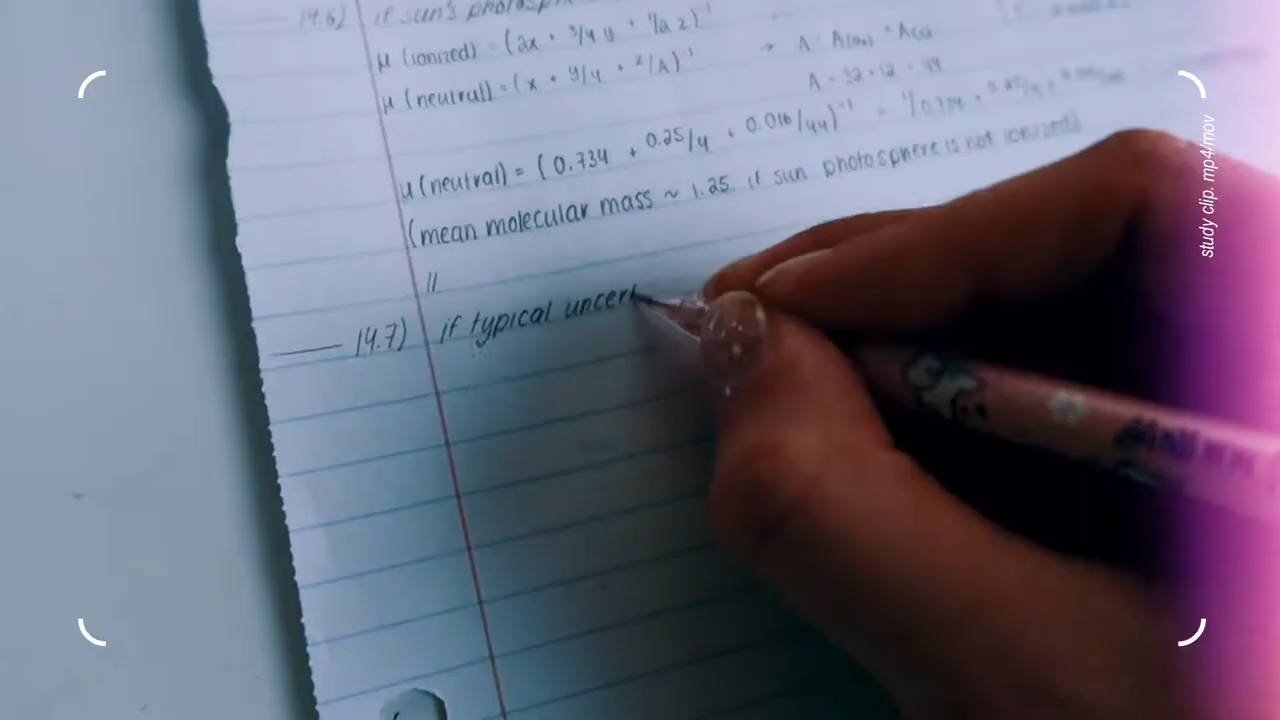 14.6) if sun's
μ (ionized) = (2x + 3/4 y + 1/2 z)⁻¹
μ (neutral) = (x + y/4 + z/A)⁻¹ → A =
A = 32 + 12 = 44
μ (neutral) = (0.734 + 0.25/4 + 0.016/44)⁻¹ =
(mean molecular mass ~ 1.25. if sun photosphere is not ionized)
//
14.7) if typical uncert
study clip. mp4/mov